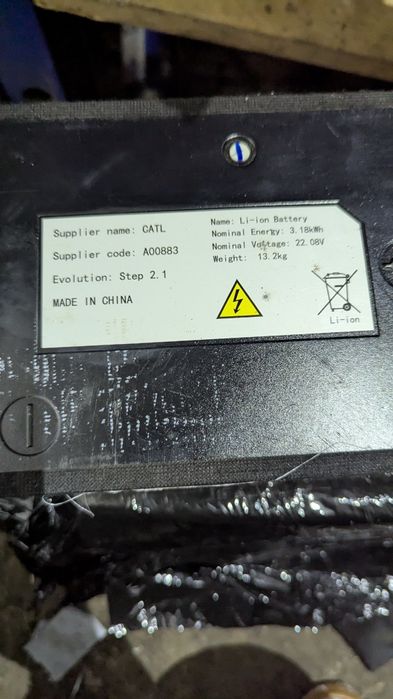 Supplier name: CATL
Supplier code: A00883
Evolution: Step 2.1
MADE IN CHINA
Name: Li-ion Battery
Nominal Energy: 3.18kWh
Nominal Voltage: 22.08V
Weight: 13.2kg
Li-ion